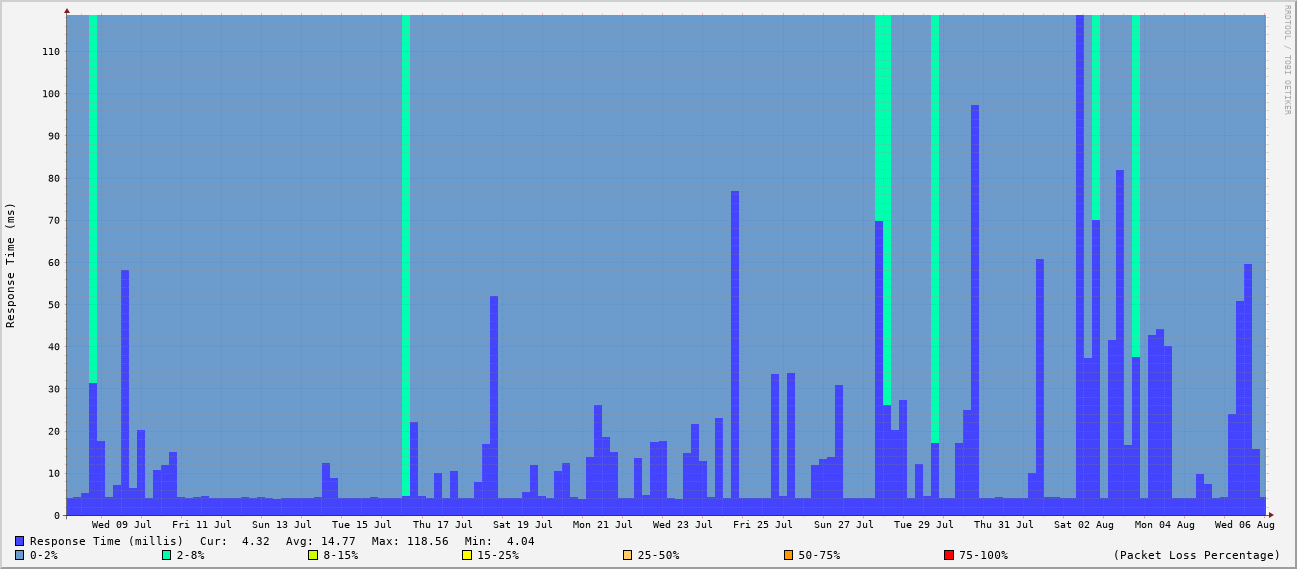 RRDTOOL / TOBI OETIKER
Response Time (ms)
110
100
90
80
70
60
50
40
30
20
10
0
Wed 09 Jul Fri 11 Jul Sun 13 Jul Tue 15 Jul Thu 17 Jul Sat 19 Jul Mon 21 Jul Wed 23 Jul Fri 25 Jul Sun 27 Jul Tue 29 Jul Thu 31 Jul Sat 02 Aug Mon 04 Aug Wed 06 Aug
Response Time (millis) Cur: 4.32 Avg: 14.77 Max: 118.56 Min: 4.04
0-2% 2-8% 8-15% 15-25% 25-50% 50-75% 75-100% (Packet Loss Percentage)